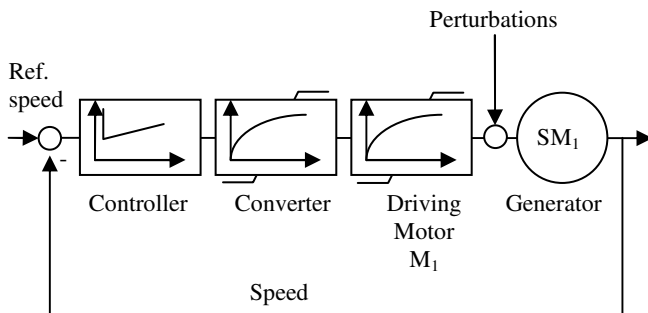 Perturbations
Ref.
speed
-
SM₁
Controller
Converter
Driving
Motor
M₁
Generator
Speed